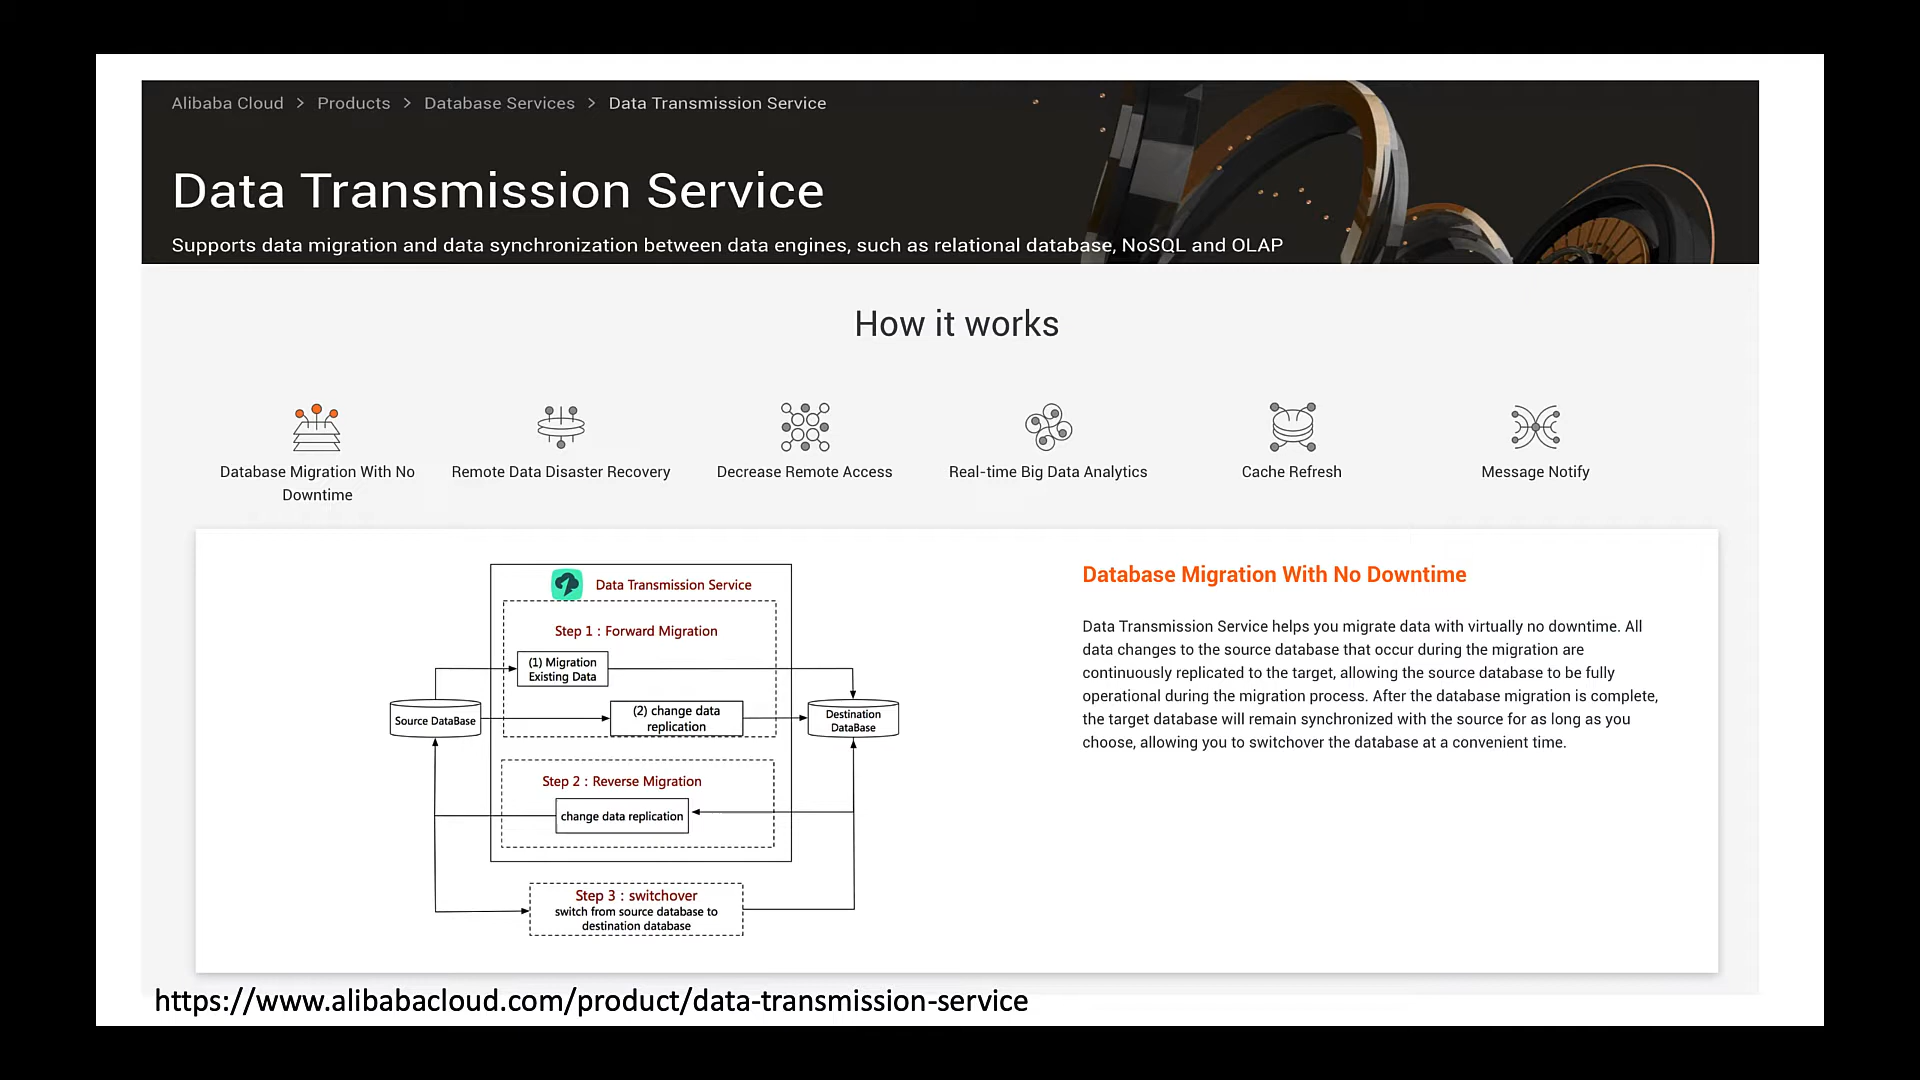 Alibaba Cloud > Products > Database Services > Data Transmission Service
Data Transmission Service
Supports data migration and data synchronization between data engines, such as relational database, NoSQL and OLAP
How it works
Database Migration With No
Downtime
Remote Data Disaster Recovery
Decrease Remote Access
Real-time Big Data Analytics
Cache Refresh
Message Notify
Data Transmission Service
Step 1 : Forward Migration
(1) Migration
Existing Data
Source DataBase
(2) change data
replication
Destination
DataBase
Step 2 : Reverse Migration
change data replication
Step 3 : switchover
switch from source database to
destination database
Database Migration With No Downtime
Data Transmission Service helps you migrate data with virtually no downtime. All
data changes to the source database that occur during the migration are
continuously replicated to the target, allowing the source database to be fully
operational during the migration process. After the database migration is complete,
the target database will remain synchronized with the source for as long as you
choose, allowing you to switchover the database at a convenient time.
https://www.alibabacloud.com/product/data-transmission-service